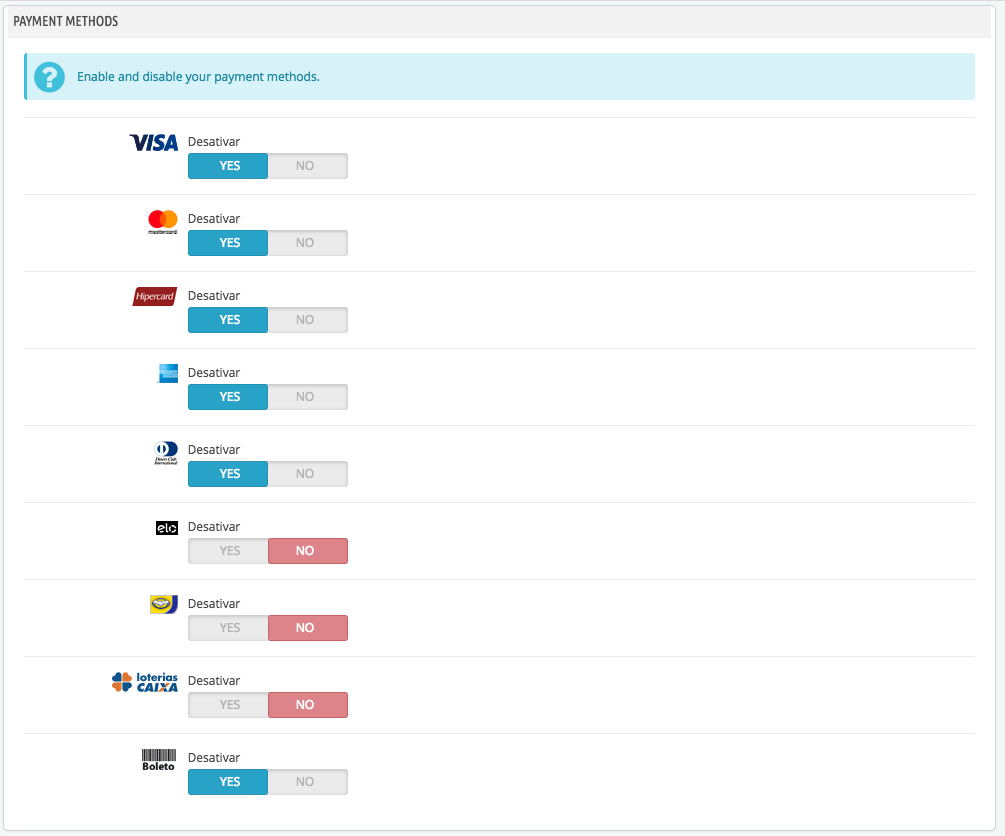 PAYMENT METHODS
?
Enable and disable your payment methods.
VISA
Desativar
YES NO
mastercard
Desativar
YES NO
Hipercard
Desativar
YES NO
Desativar
YES NO
Diners Club
International
Desativar
YES NO
elo
Desativar
YES NO
Desativar
YES NO
loterias
CAIXA
Desativar
YES NO
Boleto
Desativar
YES NO